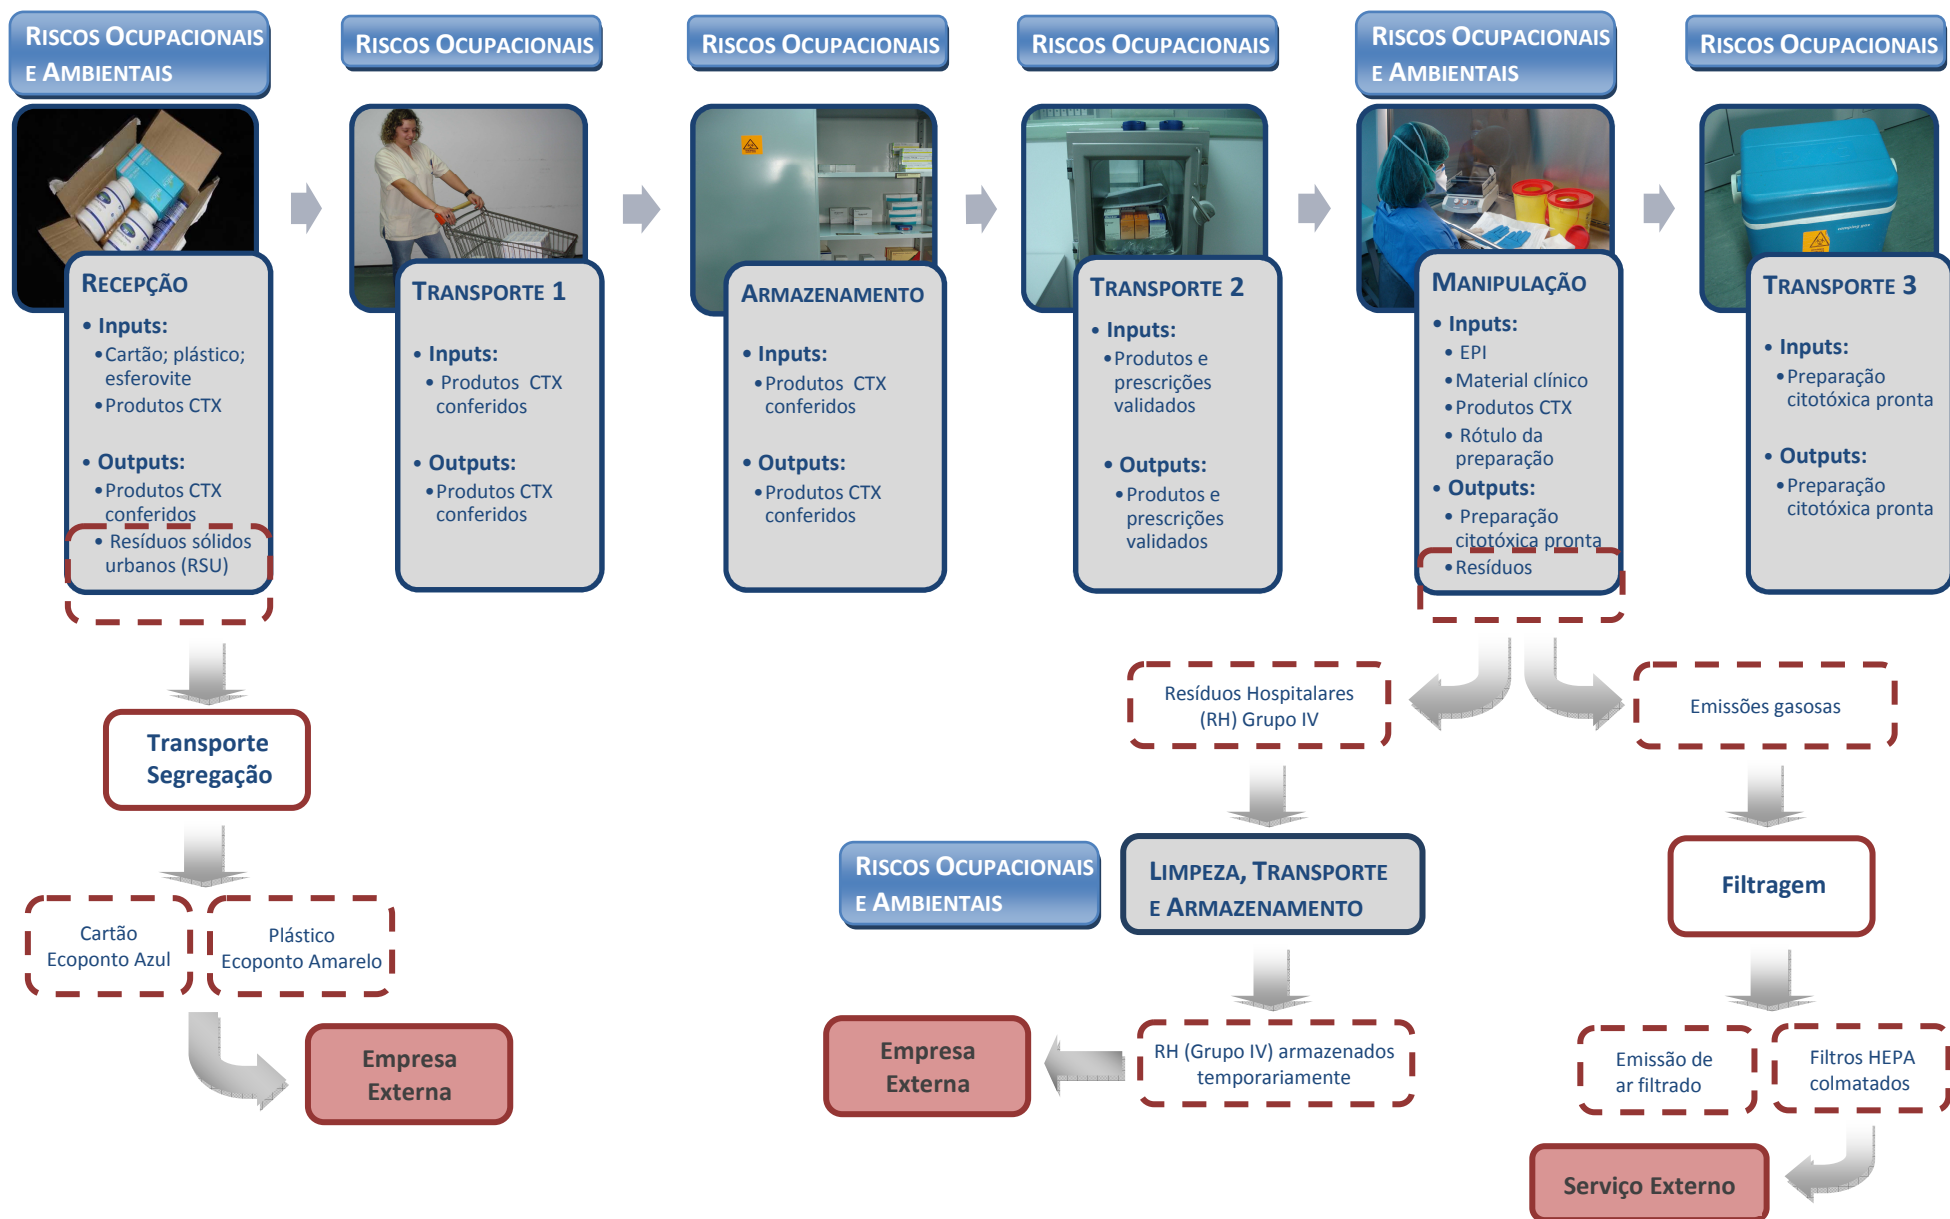 RISCOS OCUPACIONAIS
E AMBIENTAIS
RISCOS OCUPACIONAIS
RISCOS OCUPACIONAIS
RISCOS OCUPACIONAIS
RISCOS OCUPACIONAIS
E AMBIENTAIS
RISCOS OCUPACIONAIS
RECEPÇÃO
• Inputs:
• Cartão; plástico;
esferovite
• Produtos CTX
• Outputs:
• Produtos CTX
conferidos
• Resíduos sólidos
urbanos (RSU)
TRANSPORTE 1
• Inputs:
• Produtos CTX
conferidos
• Outputs:
• Produtos CTX
conferidos
ARMAZENAMENTO
• Inputs:
• Produtos CTX
conferidos
• Outputs:
• Produtos CTX
conferidos
TRANSPORTE 2
• Inputs:
• Produtos e
prescrições
validados
• Outputs:
• Produtos e
prescrições
validados
MANIPULAÇÃO
• Inputs:
• EPI
• Material clínico
• Produtos CTX
• Rótulo da
preparação
• Outputs:
• Preparação
citotóxica pronta
• Resíduos
TRANSPORTE 3
• Inputs:
• Preparação
citotóxica pronta
• Outputs:
• Preparação
citotóxica pronta
Transporte
Segregação
Cartão
Ecoponto Azul
Plástico
Ecoponto Amarelo
Empresa
Externa
Resíduos Hospitalares
(RH) Grupo IV
Emissões gasosas
RISCOS OCUPACIONAIS
E AMBIENTAIS
LIMPEZA, TRANSPORTE
E ARMAZENAMENTO
Filtragem
Empresa
Externa
RH (Grupo IV) armazenados
temporariamente
Emissão de
ar filtrado
Filtros HEPA
colmatados
Serviço Externo